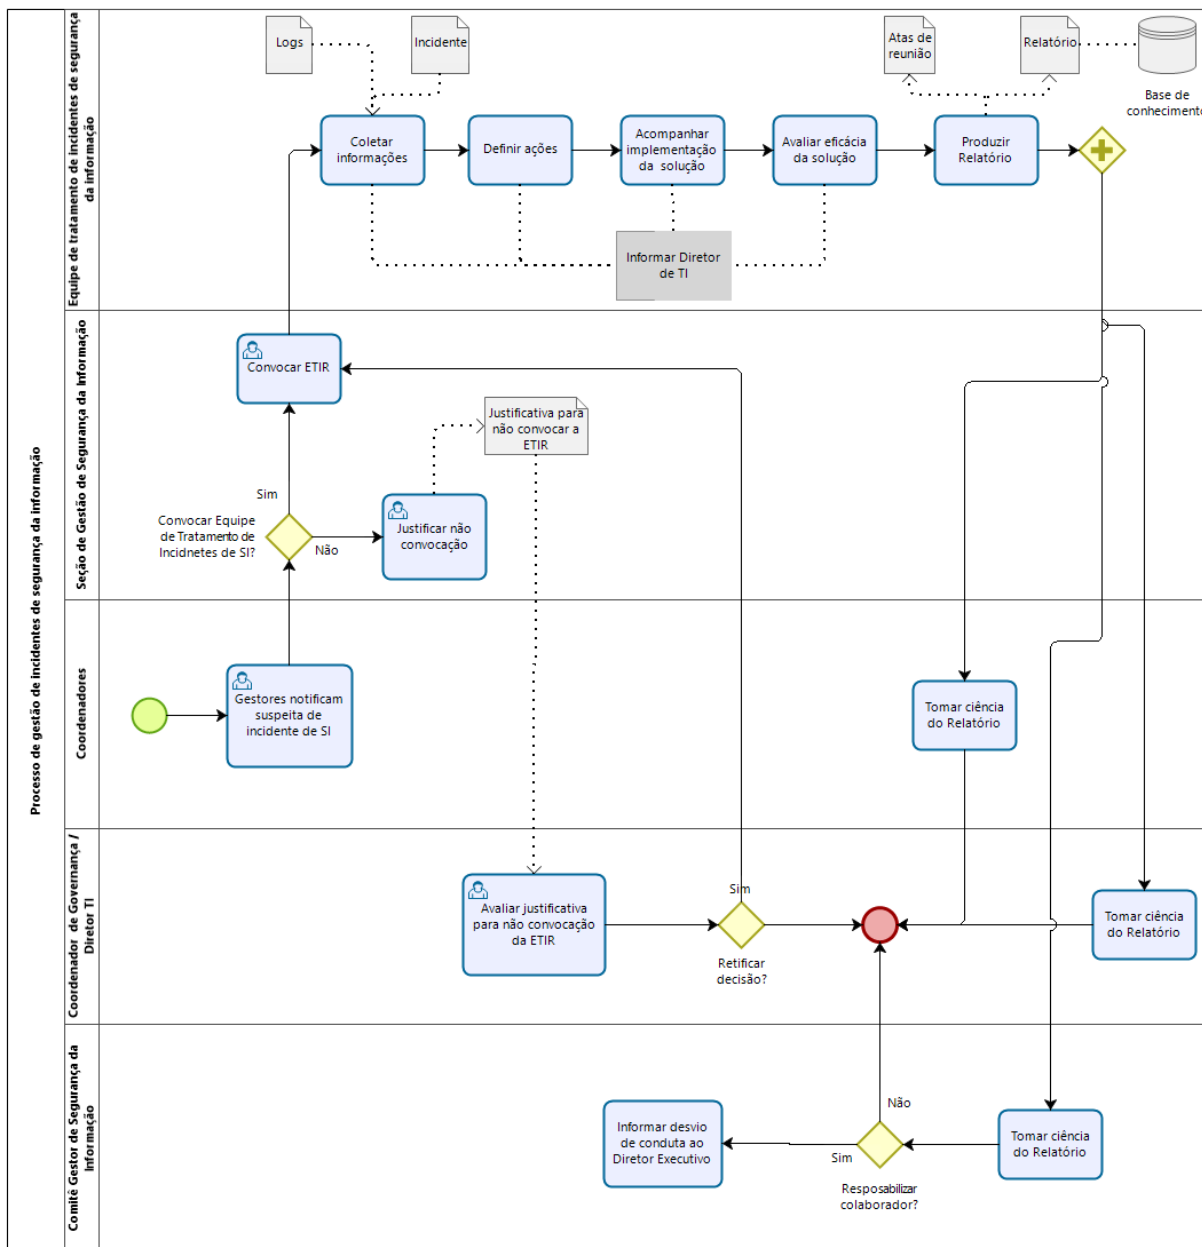 Processo de gestão de incidentes de segurança da informação
Equipe de tratamento de incidentes de segurança
da informação
Logs
Incidente
Atas de
reunião
Relatório
Base de
conhecimento
Coletar
informações
Definir ações
Acompanhar
implementação
da solução
Avaliar eficácia
da solução
Produzir
Relatório
Informar Diretor
de TI
Seção de Gestão de Segurança da Informação
Convocar ETIR
Justificativa para
não convocar a
ETIR
Sim
Convocar Equipe
de Tratamento de
Incidnetes de SI?
Não
Justificar não
convocação
Coordenadores
Gestores notificam
suspeita de
incidente de SI
Tomar ciência
do Relatório
Coordenador de Governança /
Diretor TI
Avaliar justificativa
para não convocação
da ETIR
Sim
Retificar
decisão?
Tomar ciência
do Relatório
Comitê Gestor de Segurança da
Informação
Informar desvio
de conduta ao
Diretor Executivo
Não
Sim
Resposabilizar
colaborador?
Tomar ciência
do Relatório